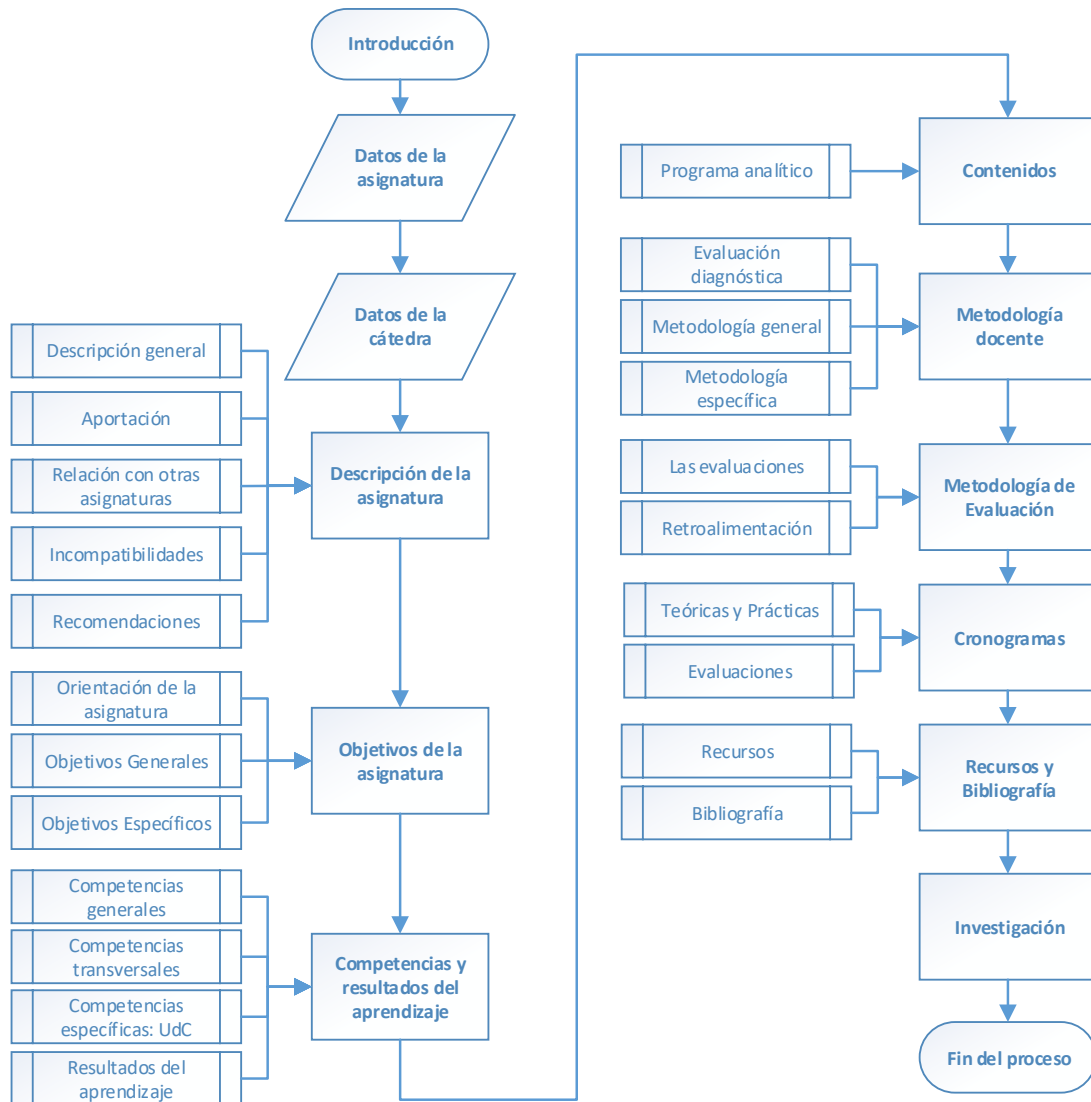 Introducción
Datos de la
asignatura
Datos de la
cátedra
Descripción general
Aportación
Relación con otras
asignaturas
Incompatibilidades
Recomendaciones
Descripción de la
asignatura
Orientación de la
asignatura
Objetivos Generales
Objetivos Específicos
Objetivos de la
asignatura
Competencias
generales
Competencias
transversales
Competencias
específicas: UdC
Resultados del
aprendizaje
Competencias y
resultados del
aprendizaje
Programa analítico
Contenidos
Evaluación
diagnóstica
Metodología general
Metodología
específica
Metodología
docente
Las evaluaciones
Retroalimentación
Metodología de
Evaluación
Teóricas y Prácticas
Evaluaciones
Cronogramas
Recursos
Bibliografía
Recursos y
Bibliografía
Investigación
Fin del proceso